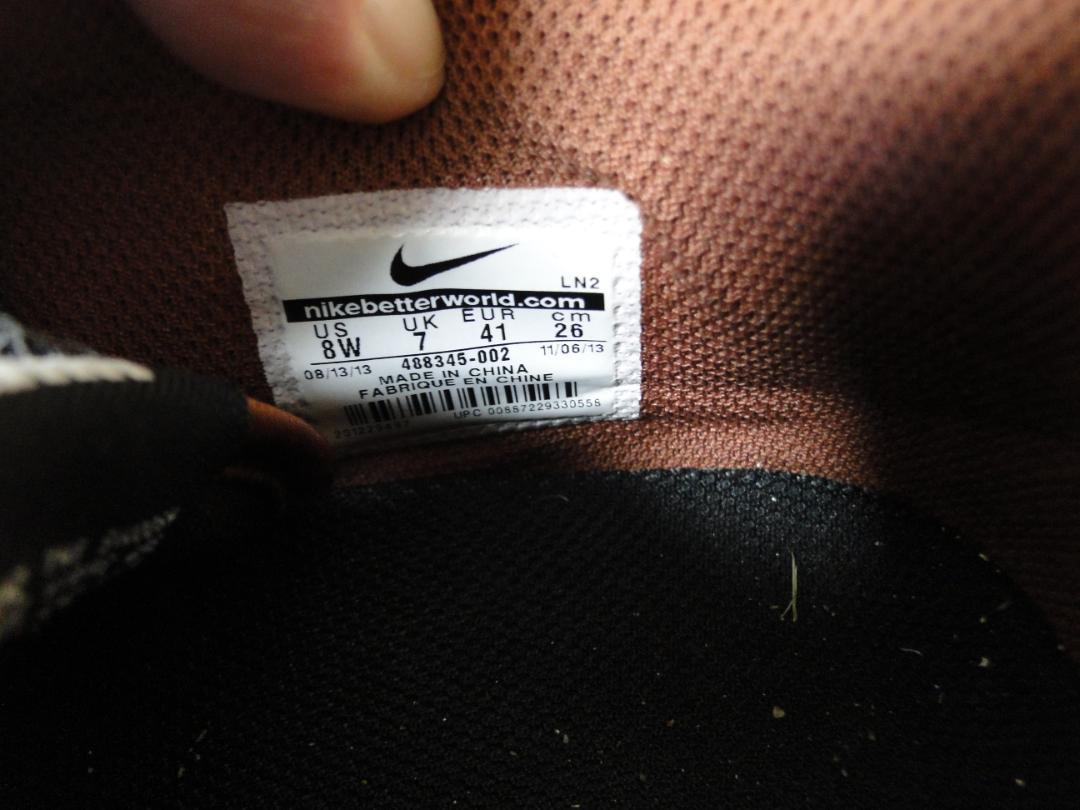 LN2
nikebetterworld.com
US UK EUR cm
8W 7 41 26
488345-002
08/13/13 11/06/13
MADE IN CHINA
FABRIQUE EN CHINE
UPC 00887229330558